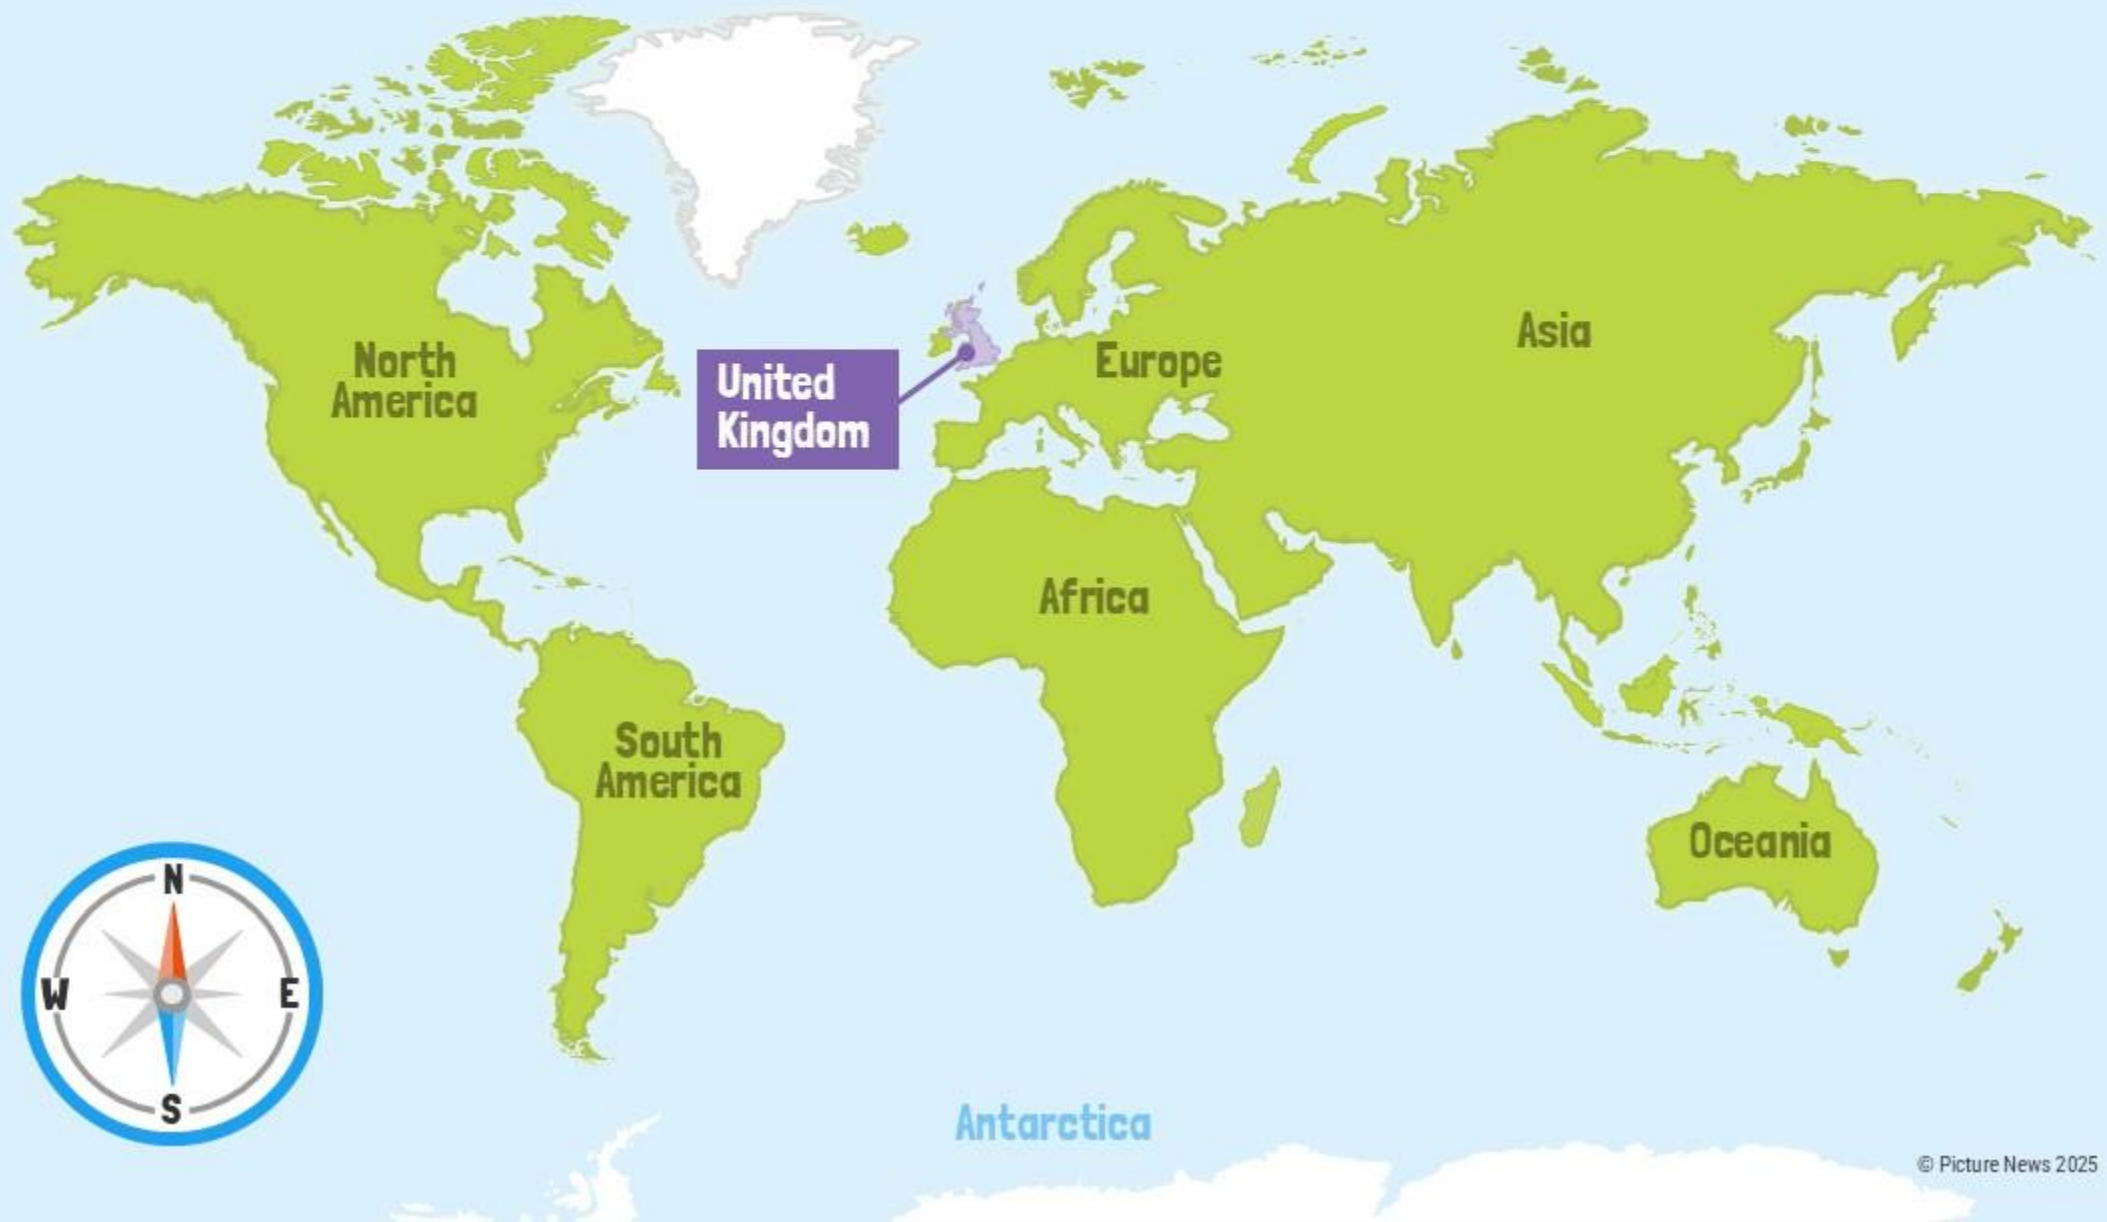 North
America
United
Kingdom
Europe
Asia
Africa
South
America
Oceania
N
W
E
S
Antarctica
© Picture News 2025